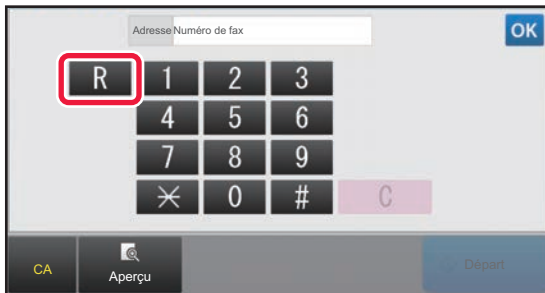 Adresse Numéro de fax OK
R 1 2 3
4 5 6
7 8 9
* 0 # C
CA Aperçu Départ